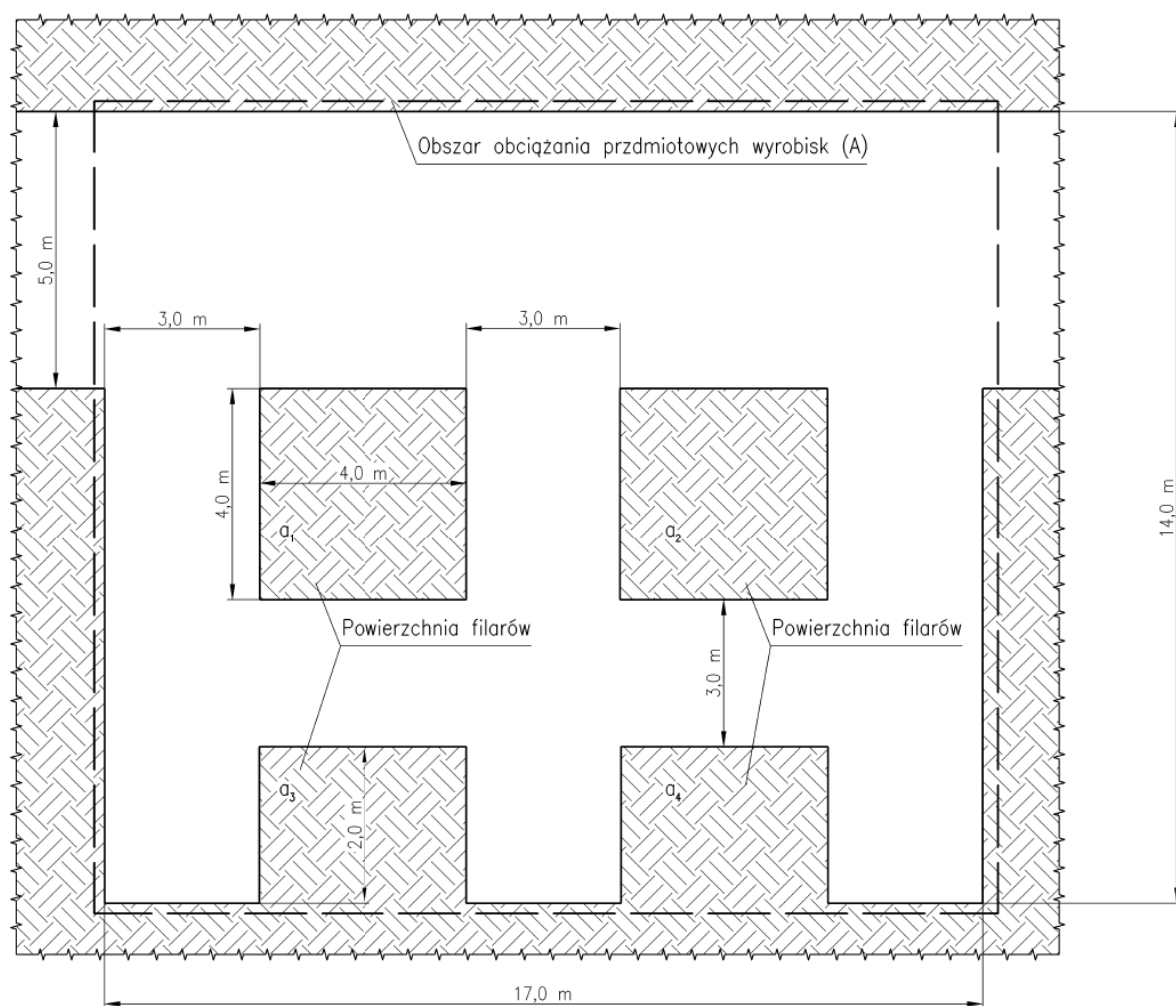 Obszar obciążania przdmiotowych wyrobisk (A)
5,0 m
3,0 m
3,0 m
4,0 m
4,0 m
a₁
a₂
14,0 m
Powierzchnia filarów
Powierzchnia filarów
3,0 m
a₃
a₄
2,0 m
17,0 m